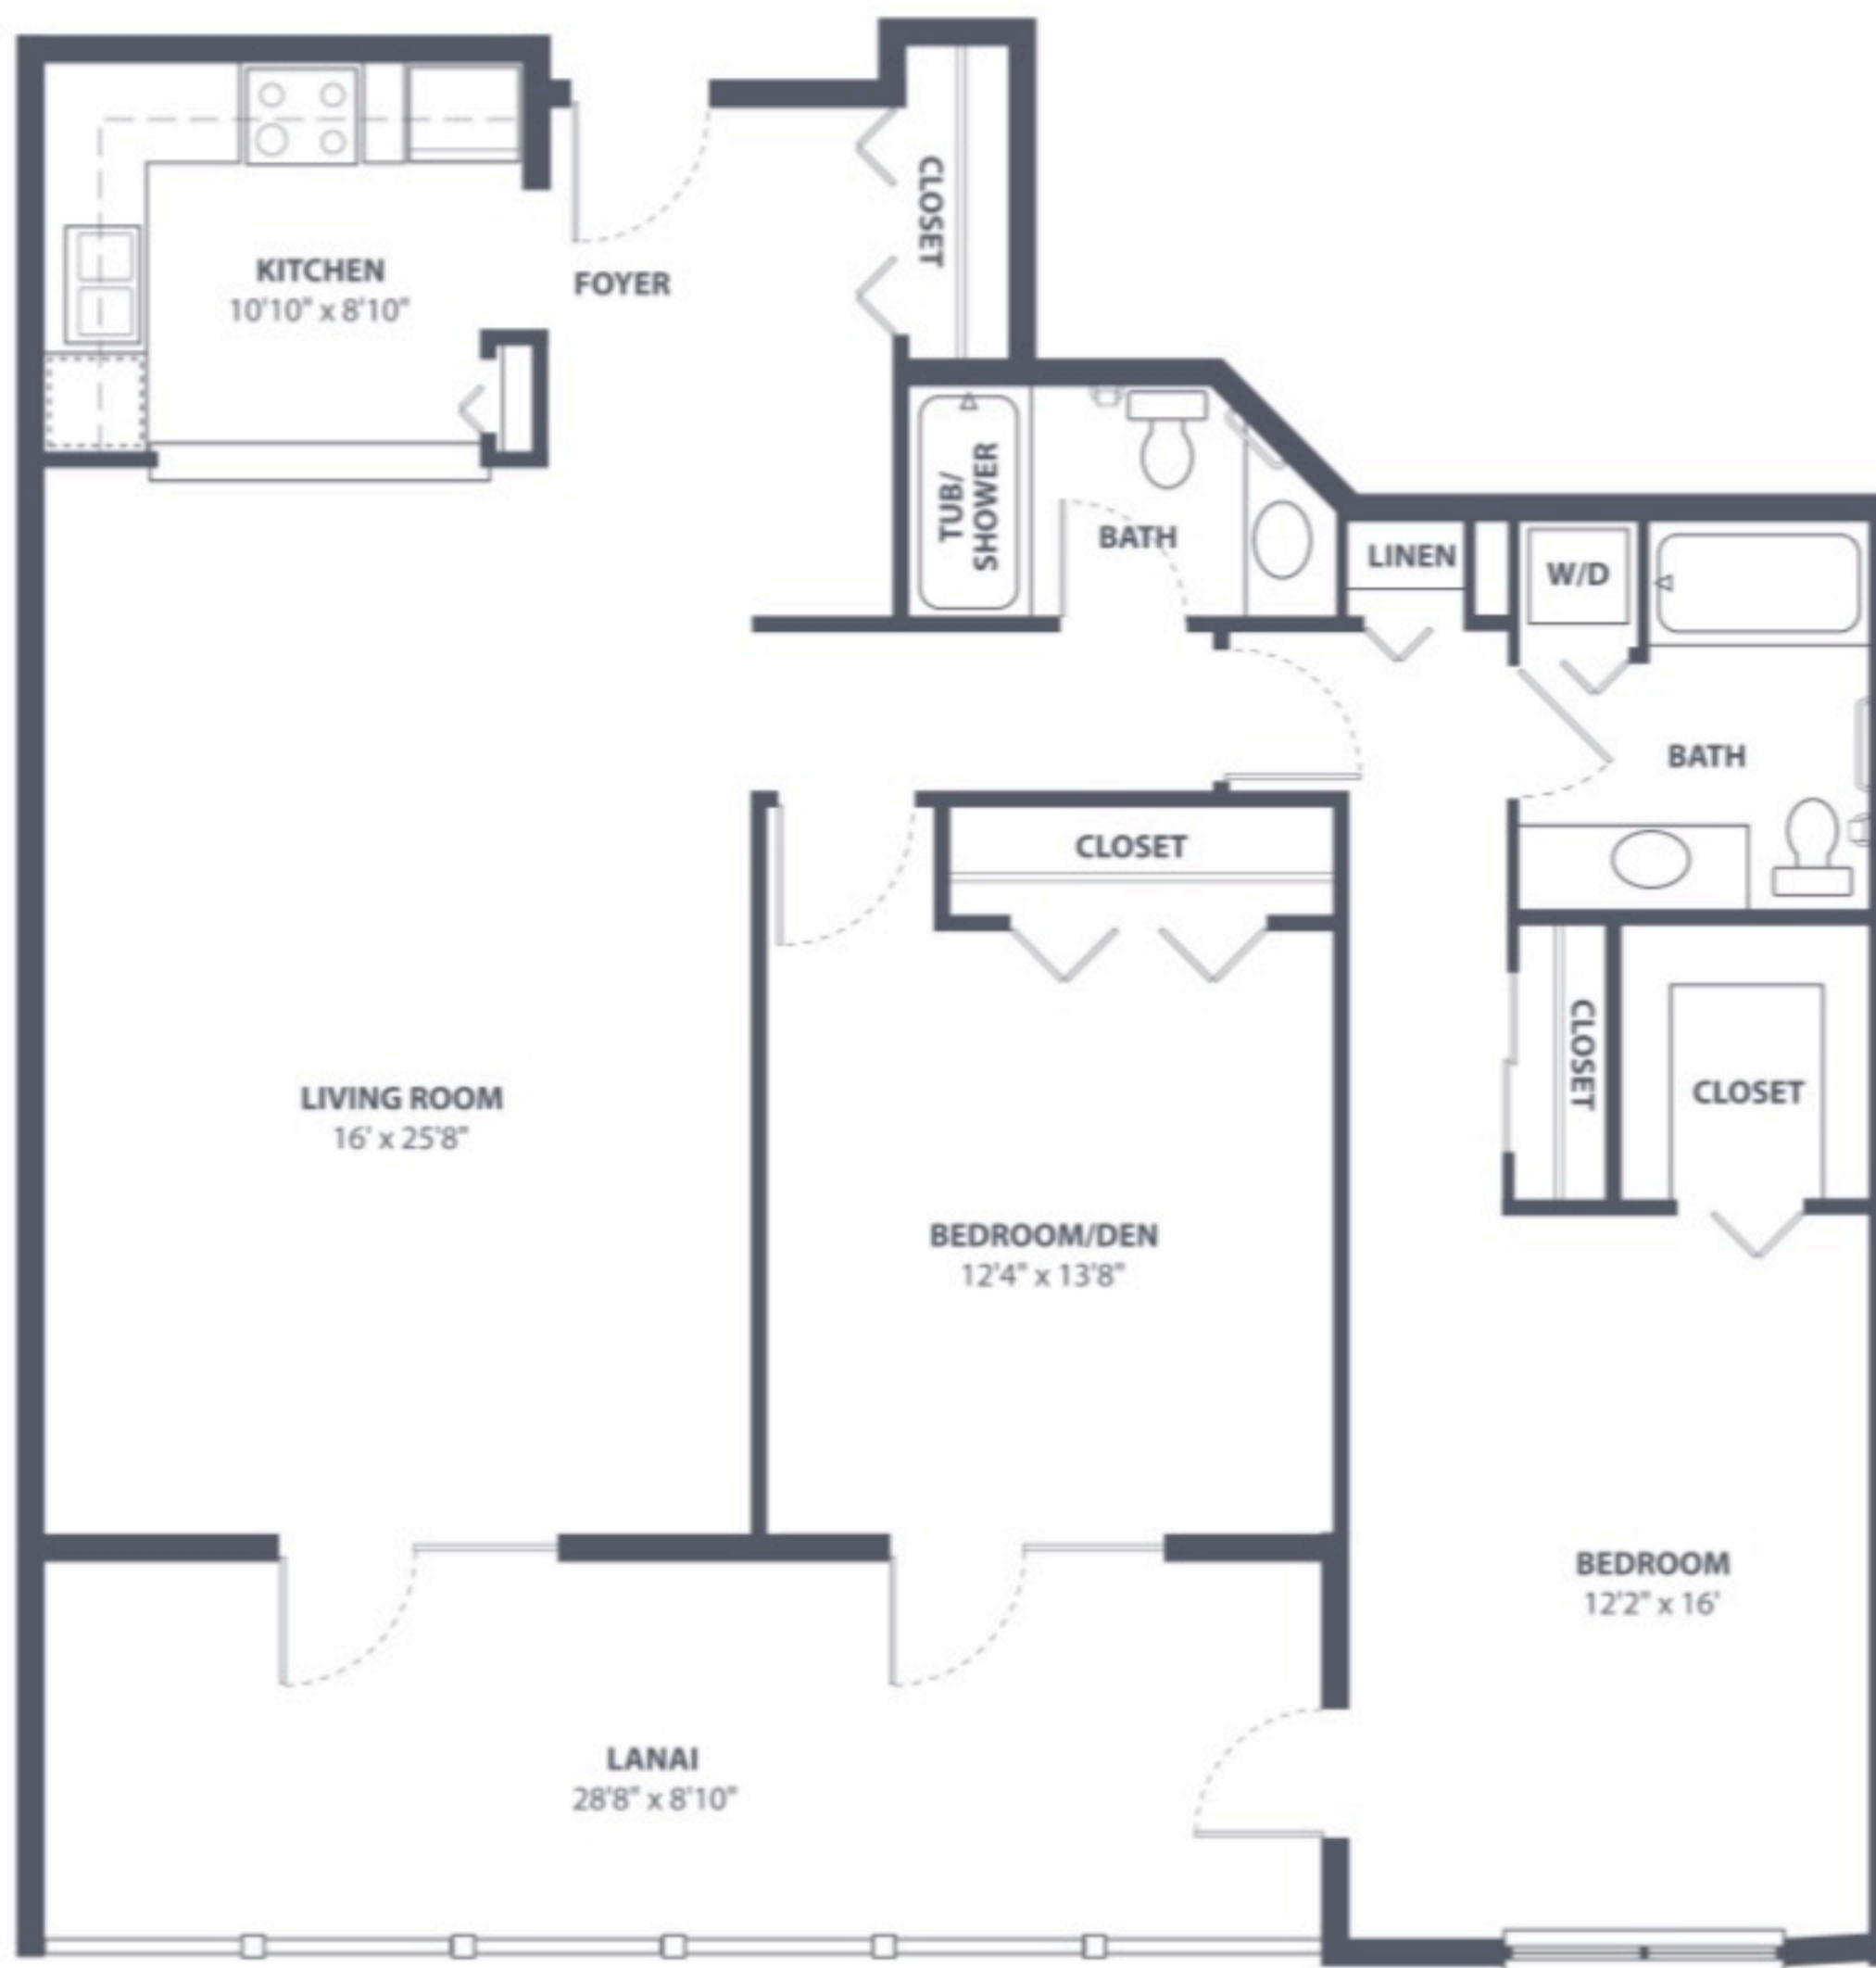 CLOSET
KITCHEN
10'10" x 8'10"
FOYER
TUB/
SHOWER
BATH
LINEN
W/D
BATH
CLOSET
CLOSET
CLOSET
LIVING ROOM
16' x 25'8"
BEDROOM/DEN
12'4" x 13'8"
BEDROOM
12'2" x 16'
LANAI
28'8" x 8'10"